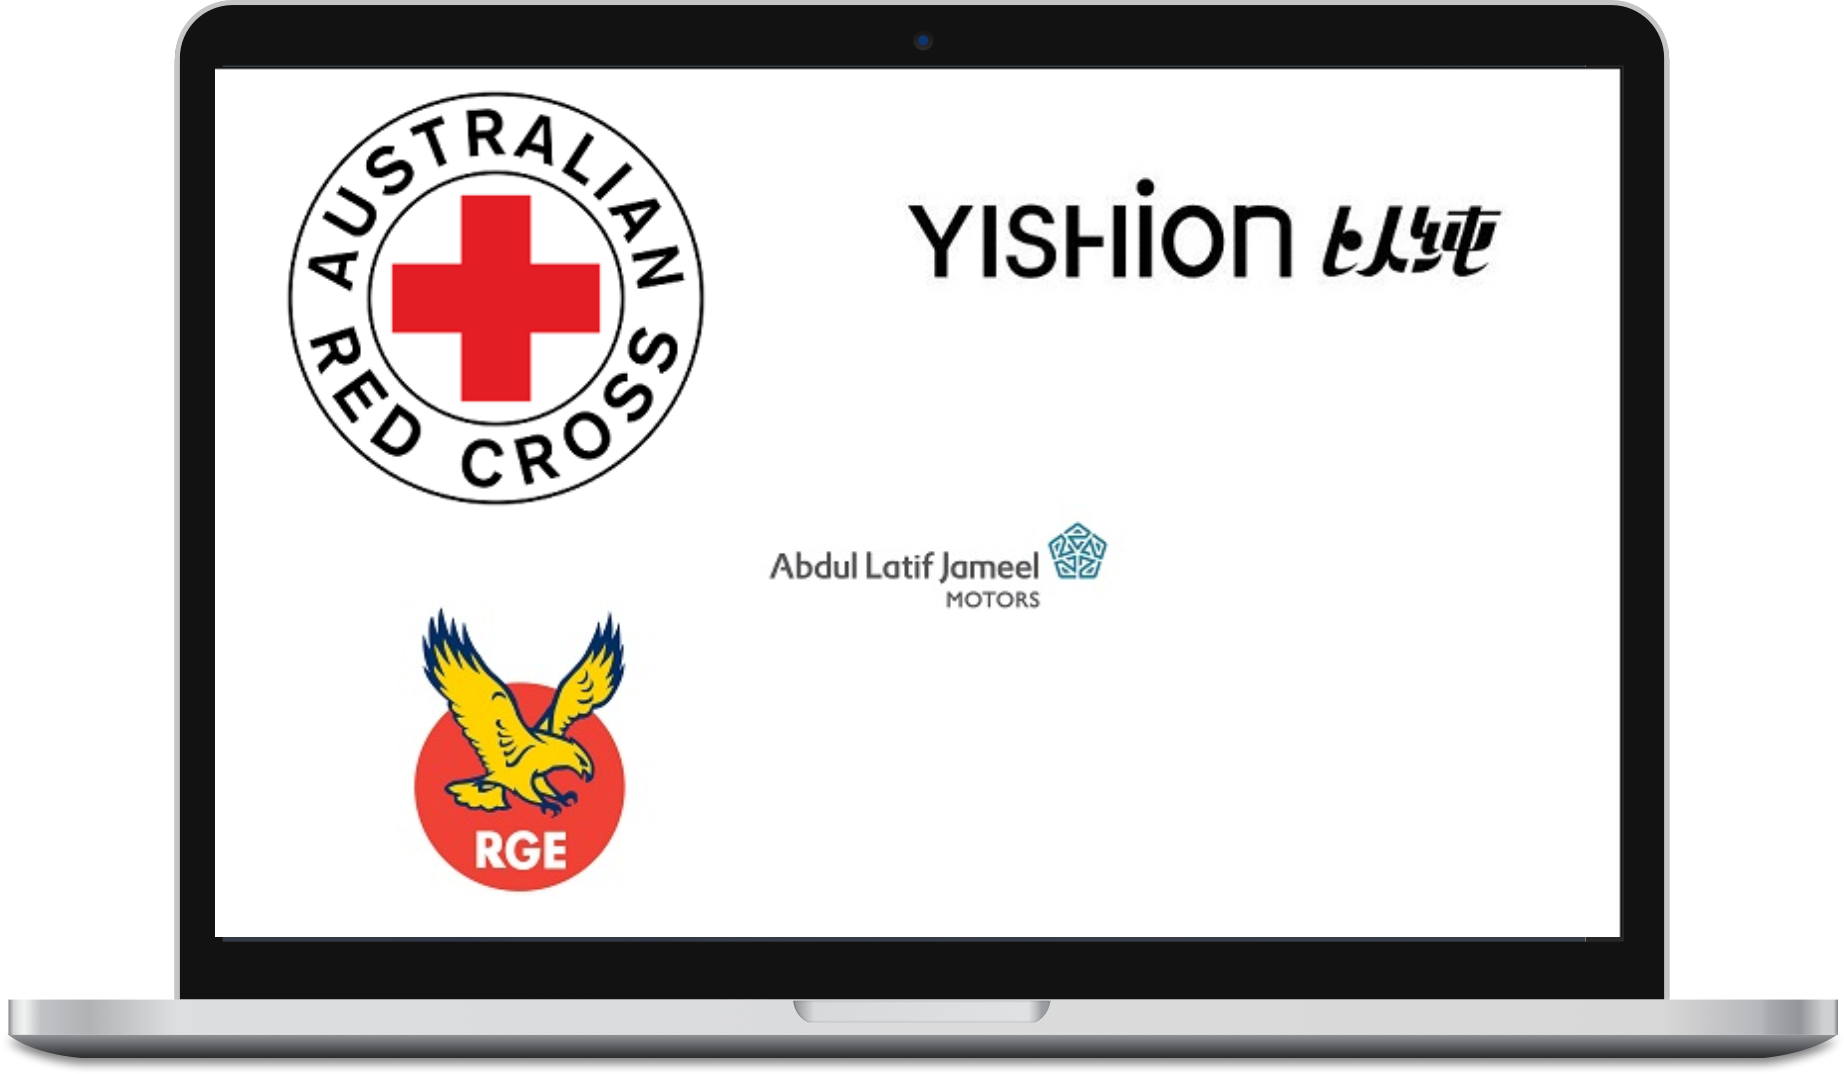 AUSTRALIAN
RED CROSS
YISHION 以纯
Abdul Latif Jameel
MOTORS
RGE